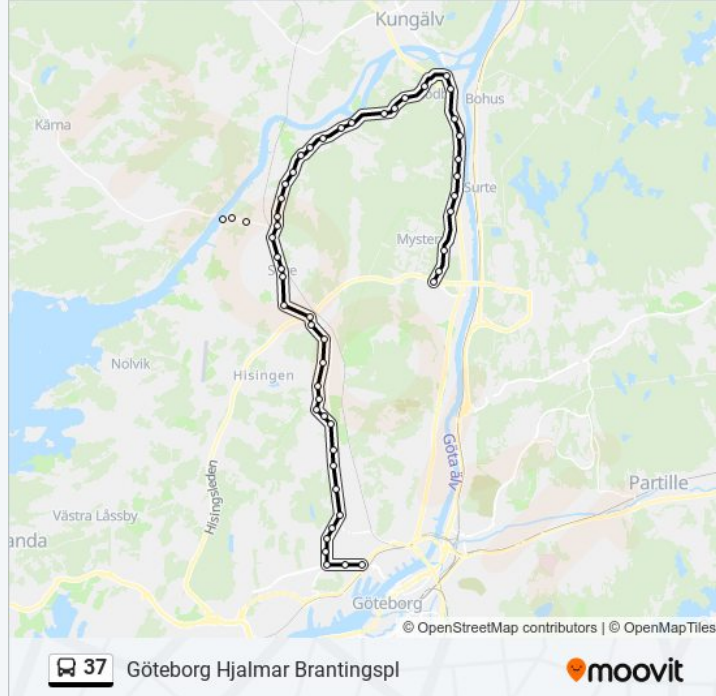 Kungälv
Bohus
Kärna
Surte
Nolvik
Hisingen
Hisingsleden
Göta älv
Partille
Västra Låssby
anda
Göteborg
© OpenStreetMap contributors | © OpenMapTiles
37
Göteborg Hjalmar Brantingspl
moovit